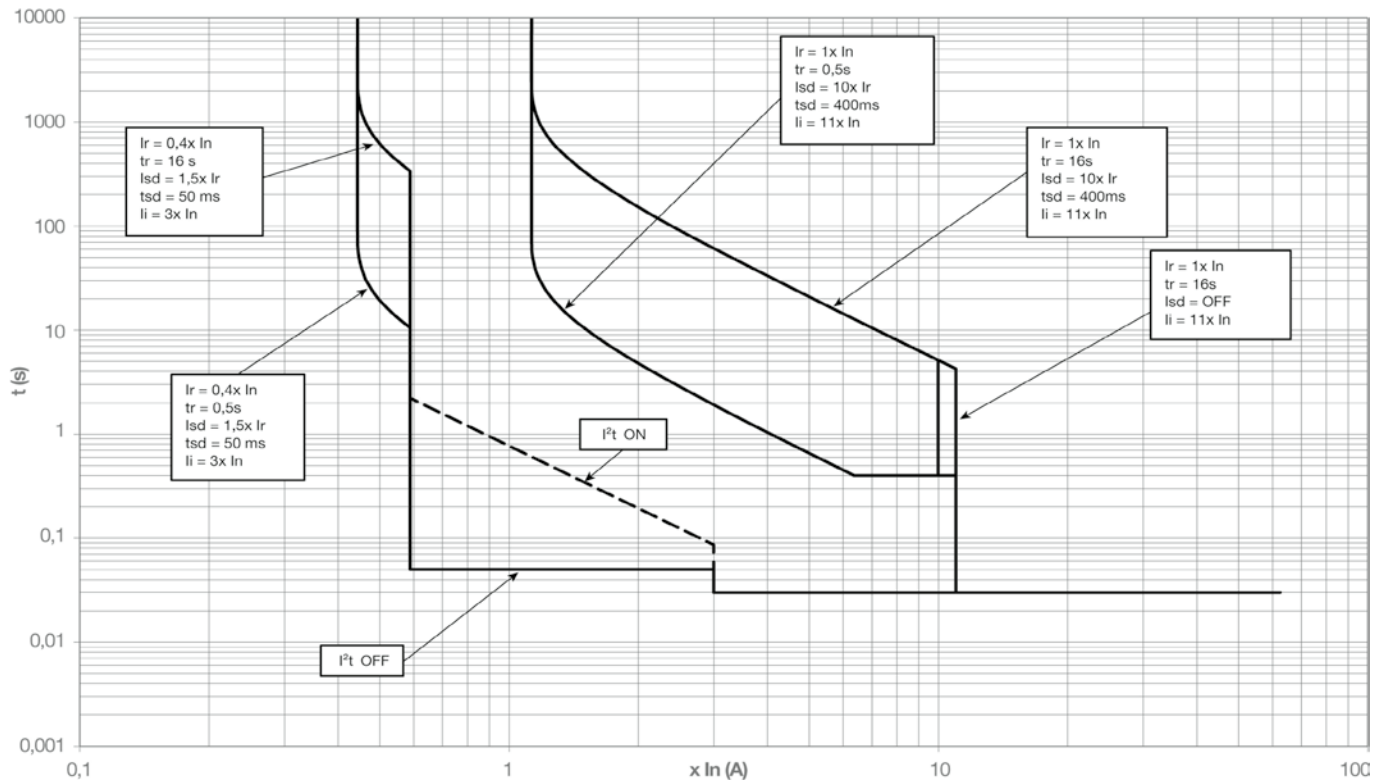 10000
1000
100
10
1
0,1
0,01
0,001
t (s)
0,1
1
10
100
x In (A)
Ir = 0,4x In
tr = 16 s
Isd = 1,5x Ir
tsd = 50 ms
Ii = 3x In
Ir = 0,4x In
tr = 0,5s
Isd = 1,5x Ir
tsd = 50 ms
Ii = 3x In
Ir = 1x In
tr = 0,5s
Isd = 10x Ir
tsd = 400ms
Ii = 11x In
Ir = 1x In
tr = 16s
Isd = 10x Ir
tsd = 400ms
Ii = 11x In
Ir = 1x In
tr = 16s
Isd = OFF
Ii = 11x In
I²t ON
I²t OFF